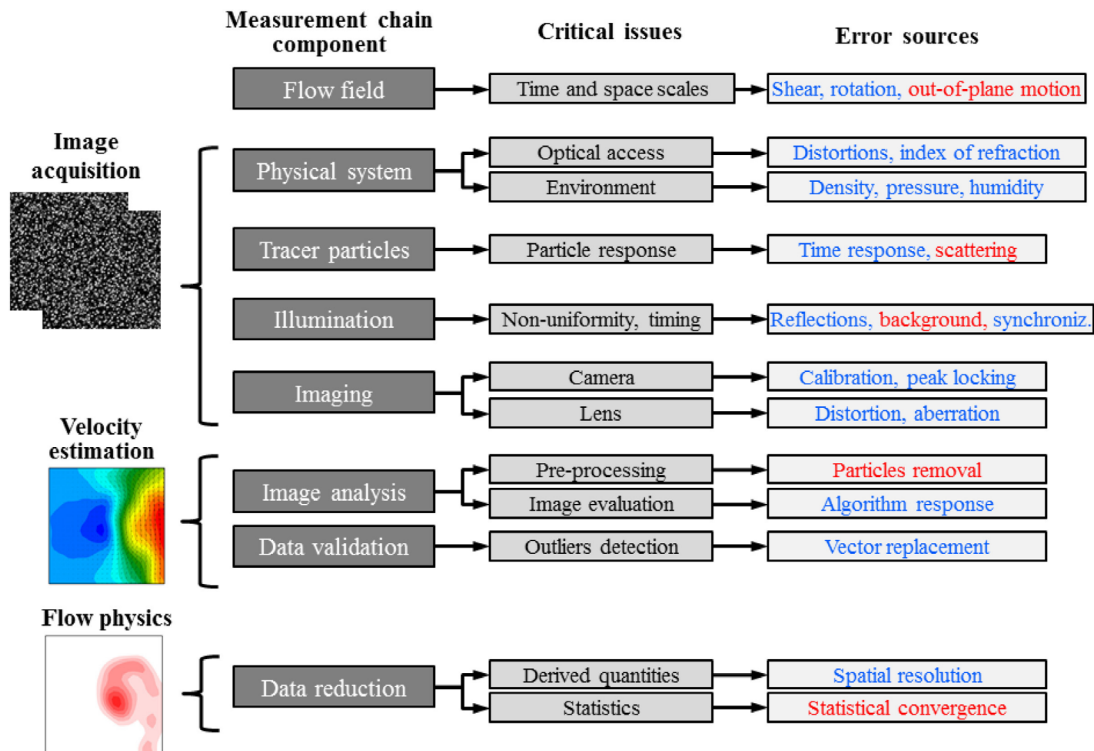 Measurement chain
component
Critical issues
Error sources
Flow field
Time and space scales
Shear, rotation, out-of-plane motion
Image
acquisition
Physical system
Optical access
Distortions, index of refraction
Environment
Density, pressure, humidity
Tracer particles
Particle response
Time response, scattering
Illumination
Non-uniformity, timing
Reflections, background, synchroniz.
Imaging
Camera
Calibration, peak locking
Lens
Distortion, aberration
Velocity
estimation
Image analysis
Pre-processing
Particles removal
Image evaluation
Algorithm response
Data validation
Outliers detection
Vector replacement
Flow physics
Data reduction
Derived quantities
Spatial resolution
Statistics
Statistical convergence